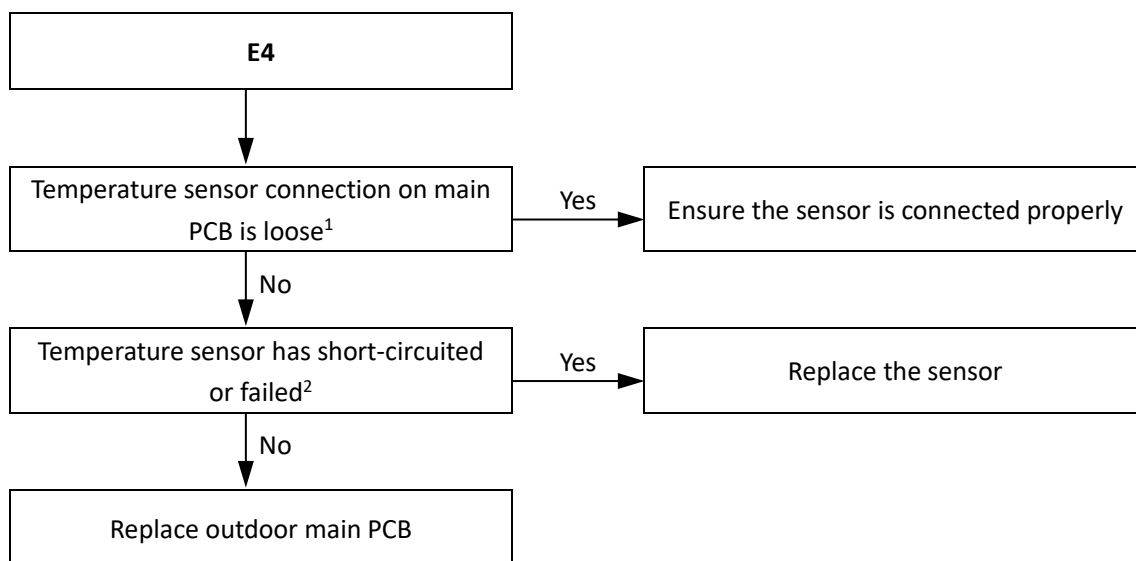 E4
Temperature sensor connection on main
PCB is loose1
Yes
Ensure the sensor is connected properly
No
Temperature sensor has short-circuited
or failed2
Yes
Replace the sensor
No
Replace outdoor main PCB